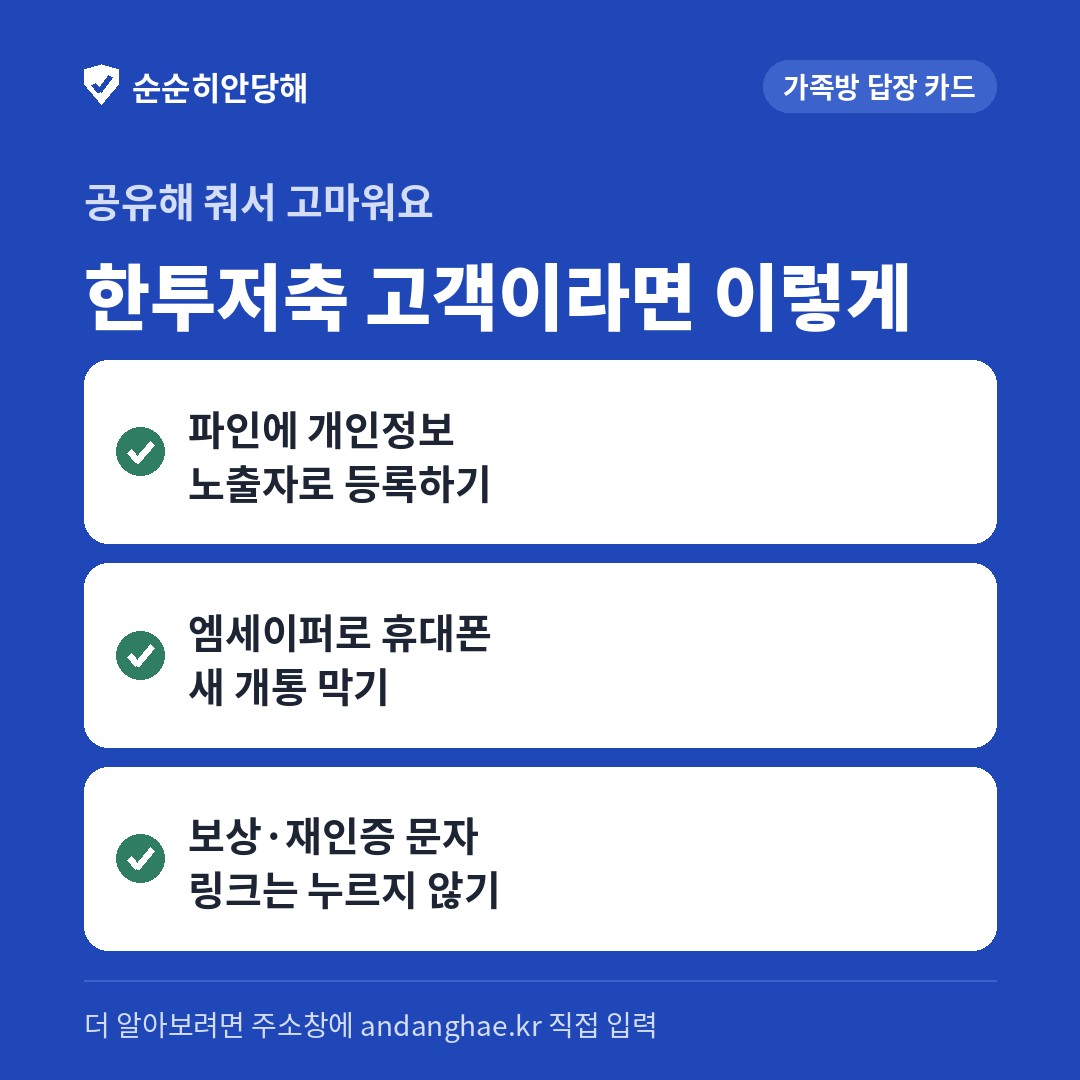 순순히안당해
가족방 답장 카드
공유해 줘서 고마워요
한투저축 고객이라면 이렇게
파인에 개인정보
노출자로 등록하기
엠세이퍼로 휴대폰
새 개통 막기
보상·재인증 문자
링크는 누르지 않기
더 알아보려면 주소창에 andanghae.kr 직접 입력